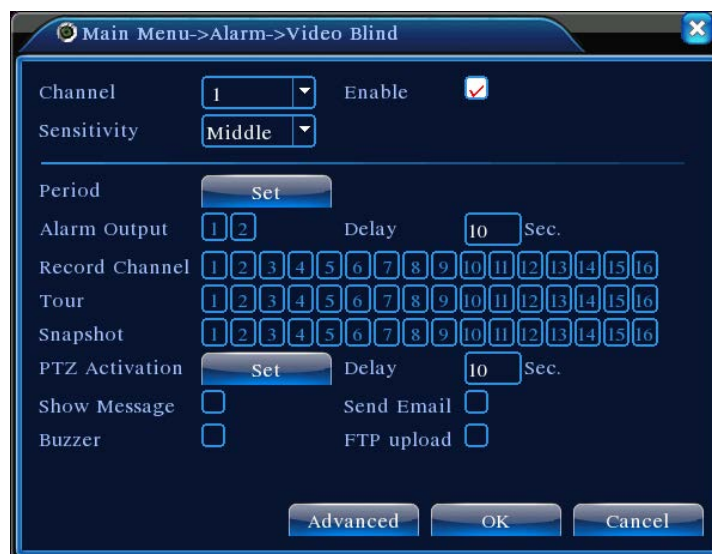 Main Menu->Alarm->Video Blind
Channel 1 Enable
Sensitivity Middle
Period Set
Alarm Output 1 2 Delay 10 Sec.
Record Channel 1 2 3 4 5 6 7 8 9 10 11 12 13 14 15 16
Tour 1 2 3 4 5 6 7 8 9 10 11 12 13 14 15 16
Snapshot 1 2 3 4 5 6 7 8 9 10 11 12 13 14 15 16
PTZ Activation Set Delay 10 Sec.
Show Message Send Email
Buzzer FTP upload
Advanced OK Cancel